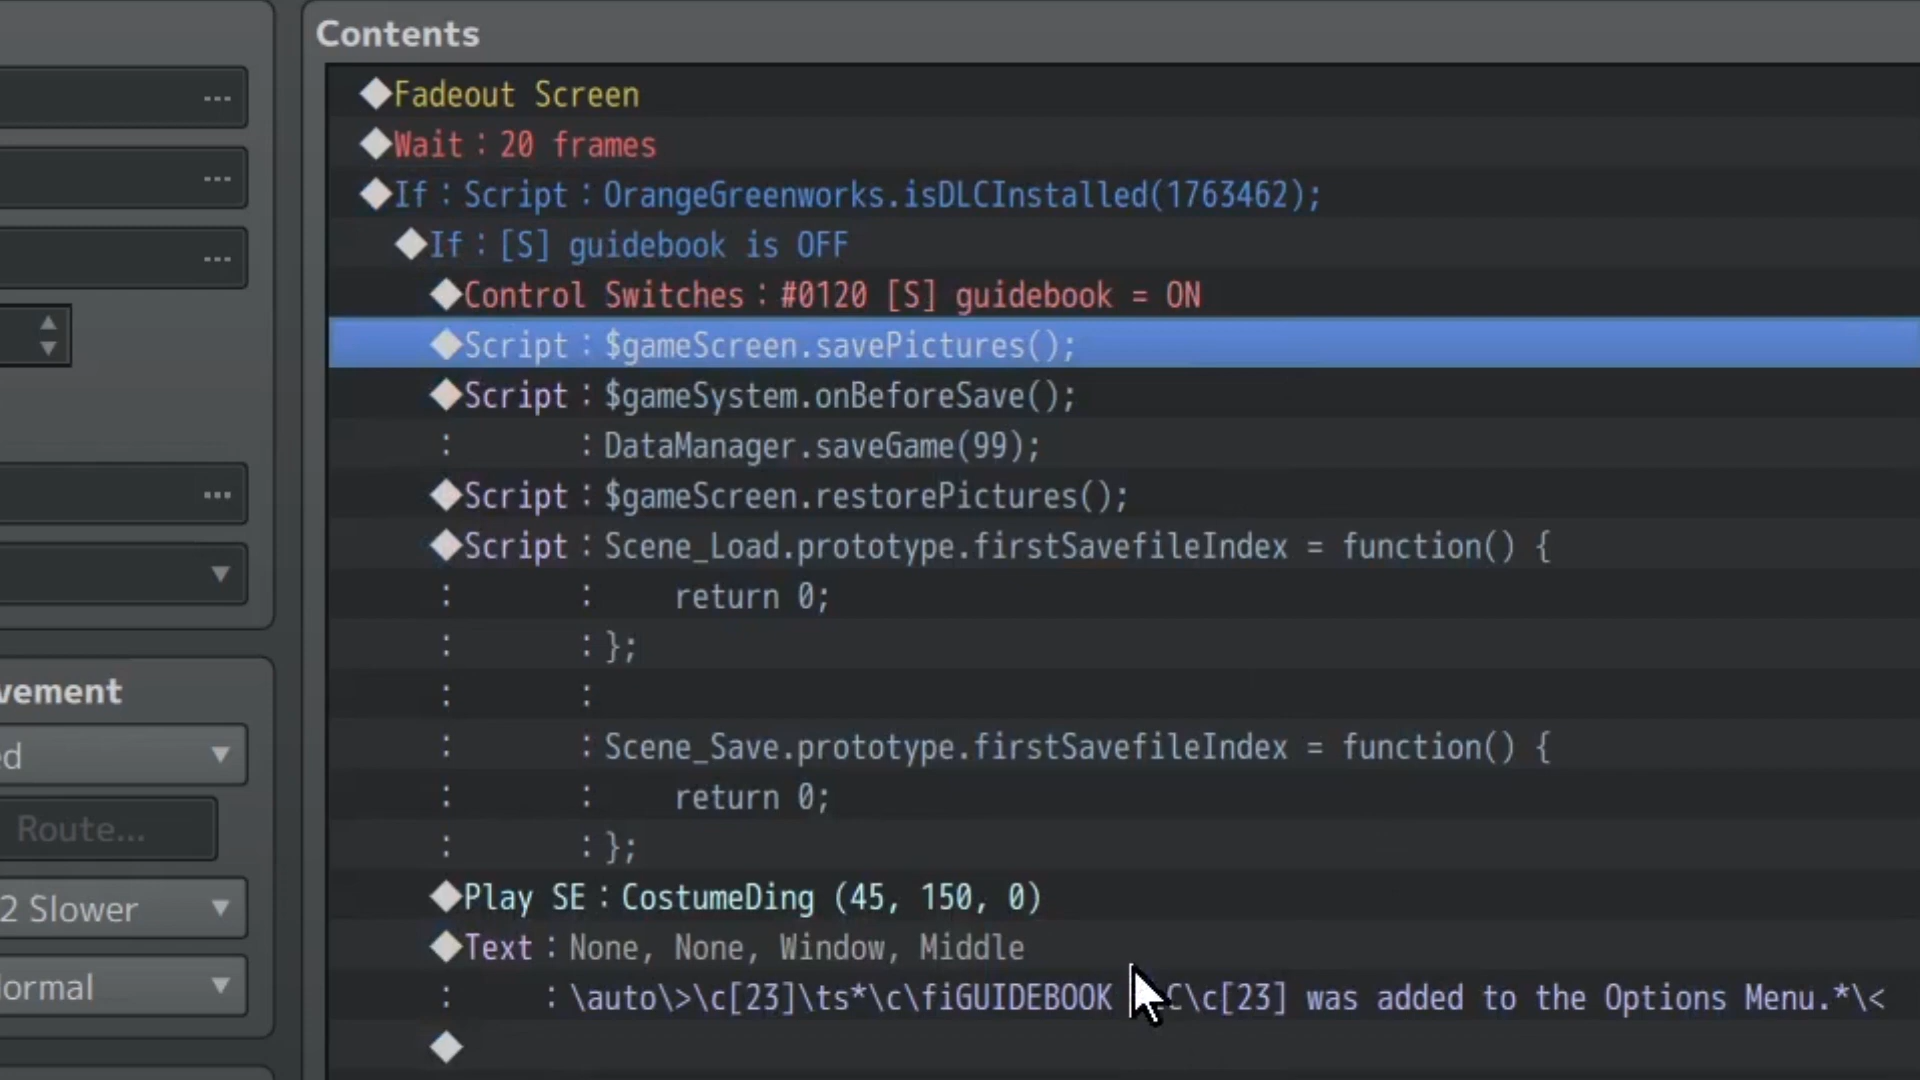 Contents
◆Fadeout Screen
◆Wait : 20 frames
◆If : Script : OrangeGreenworks.isDLCInstalled(1763462);
◆If : [S] guidebook is OFF
◆Control Switches : #0120 [S] guidebook = ON
◆Script : $gameScreen.savePictures();
◆Script : $gameSystem.onBeforeSave();
: : DataManager.saveGame(99);
◆Script : $gameScreen.restorePictures();
◆Script : Scene_Load.prototype.firstSavefileIndex = function() {
: : return 0;
: : };
: :
: : Scene_Save.prototype.firstSavefileIndex = function() {
: : return 0;
: : };
◆Play SE : CostumeDing (45, 150, 0)
◆Text : None, None, Window, Middle
: : \auto\>\c[23]\ts*\c\fiGUIDEBOOK C\c[23] was added to the Options Menu.*\<
◆
...
...
...
...
vement
ed
Route...
2 Slower
ormal